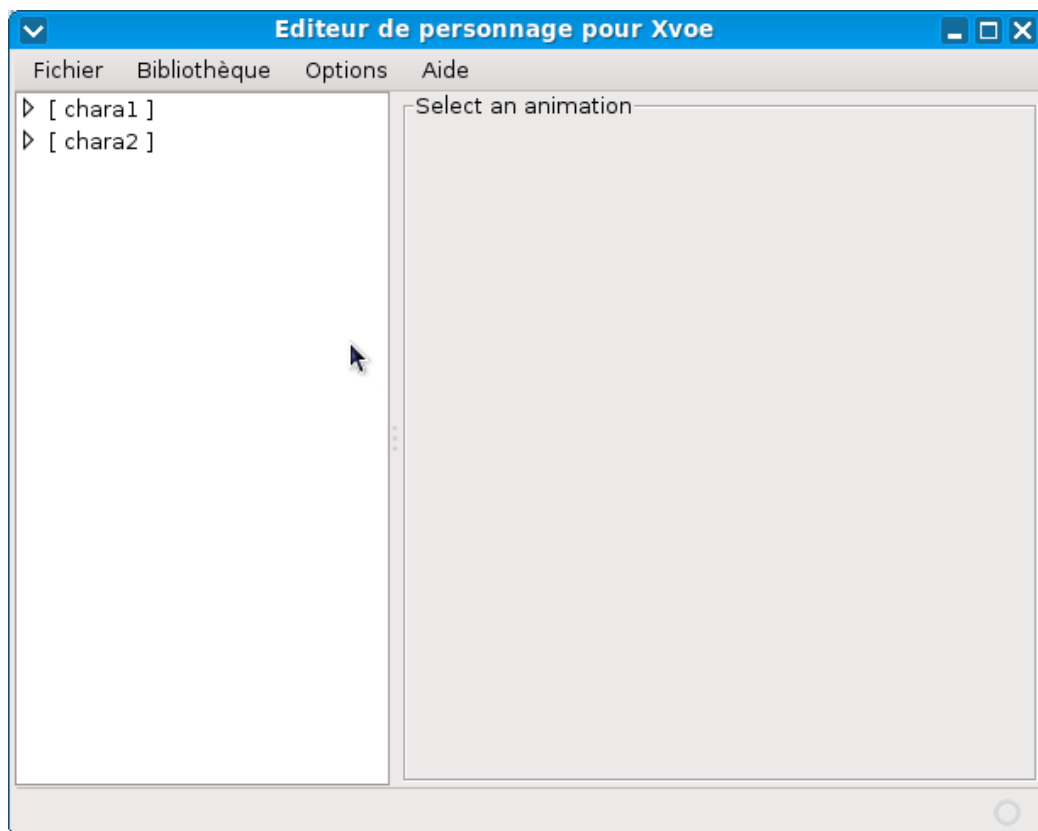 Editeur de personnage pour Xvoe
Fichier Bibliothèque Options Aide
[ chara1 ]
[ chara2 ]
Select an animation